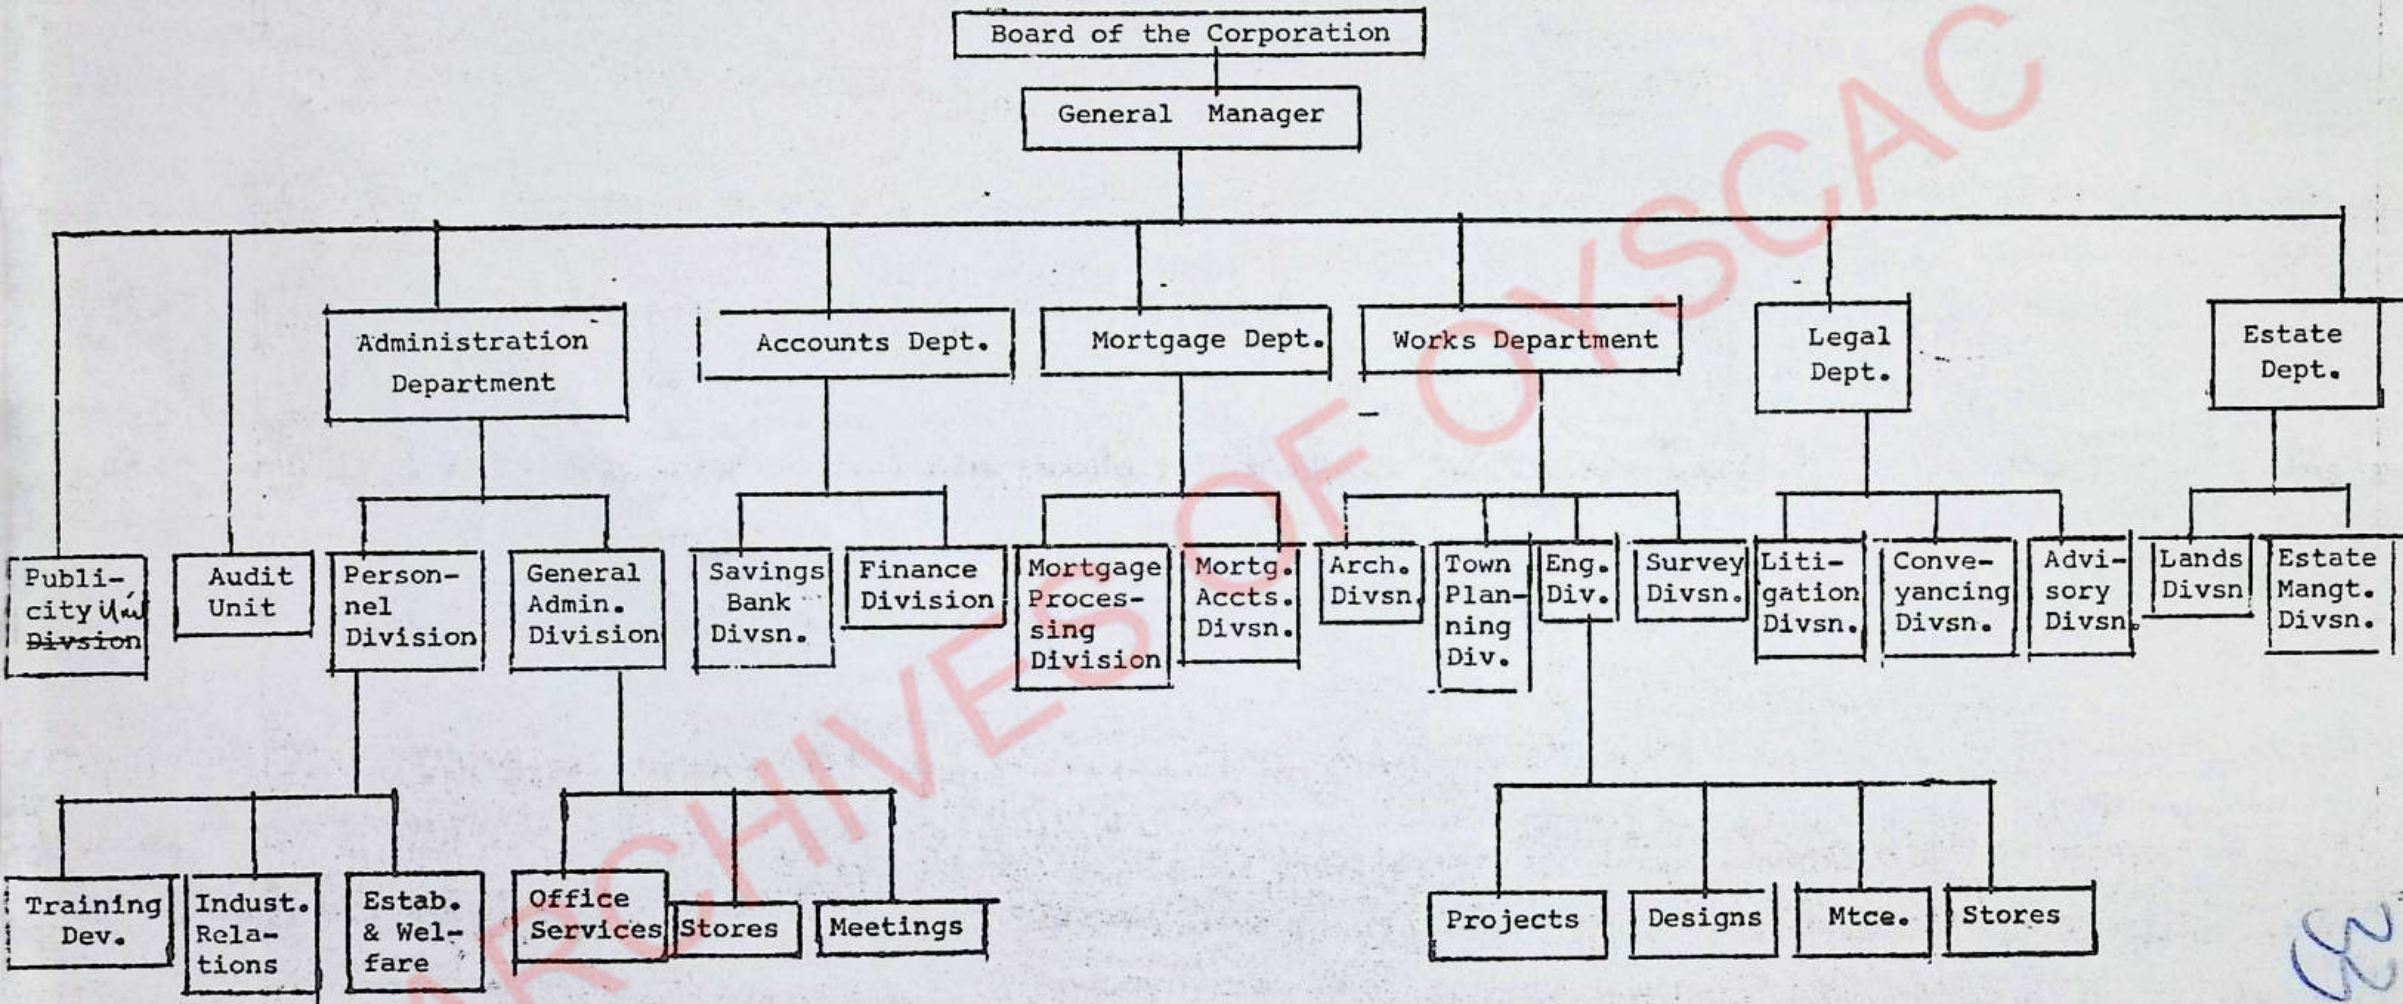 Board of the Corporation
General Manager
Administration
Department
Accounts Dept.
Mortgage Dept.
Works Department
Legal
Dept.
Estate
Dept.
Publi-
city Unit
Divsion
Audit
Unit
Person-
nel
Division
General
Admin.
Division
Savings
Bank
Divsn.
Finance
Division
Mortgage
Proces-
sing
Division
Mortg.
Accts.
Divsn.
Arch.
Divsn.
Town
Plan-
ning
Div.
Eng.
Div.
Survey
Divsn.
Liti-
gation
Divsn.
Conve-
yancing
Divsn.
Advi-
sory
Divsn.
Lands
Divsn
Estate
Mangt.
Divsn.
Training
Dev.
Indust.
Rela-
tions
Estab.
& Wel-
fare
Office
Services
Stores
Meetings
Projects
Designs
Mtce.
Stores
ARCHIVES OF OYSCAC